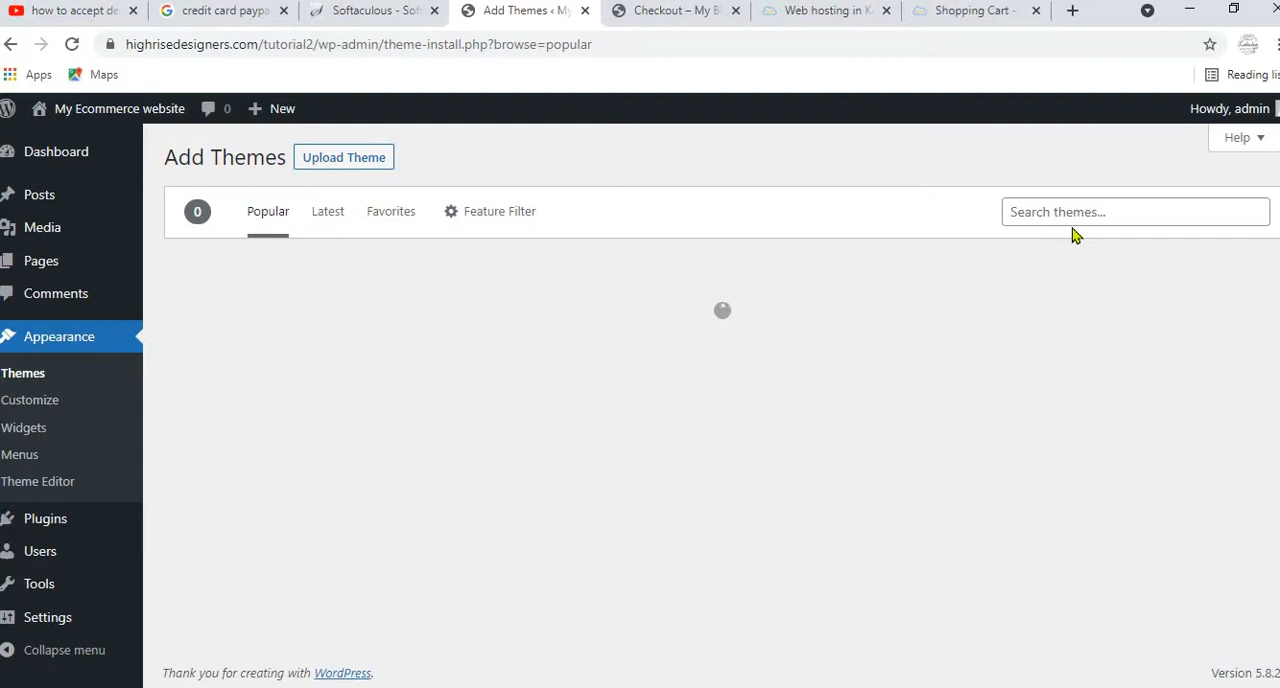 how to accept de
credit card paypa
Softaculous - Sof
Add Themes ‹ My
Checkout – My B
Web hosting in K
Shopping Cart -
highrisedesigners.com/tutorial2/wp-admin/theme-install.php?browse=popular
Apps
Maps
Reading lis
My Ecommerce website
0
New
Howdy, admin
Dashboard
Posts
Media
Pages
Comments
Appearance
Themes
Customize
Widgets
Menus
Theme Editor
Plugins
Users
Tools
Settings
Collapse menu
Help
Add Themes
Upload Theme
0
Popular
Latest
Favorites
Feature Filter
Search themes...
Thank you for creating with WordPress.
Version 5.8.2